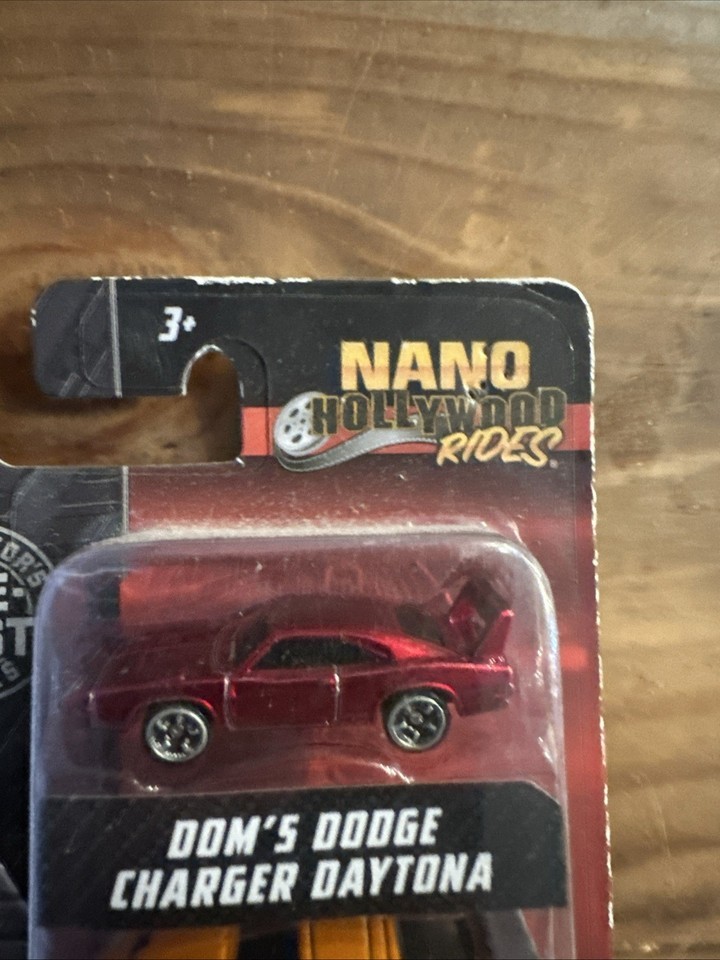 3+
NANO
HOLLYWOOD
RIDES
DOM'S DODGE
CHARGER DAYTONA